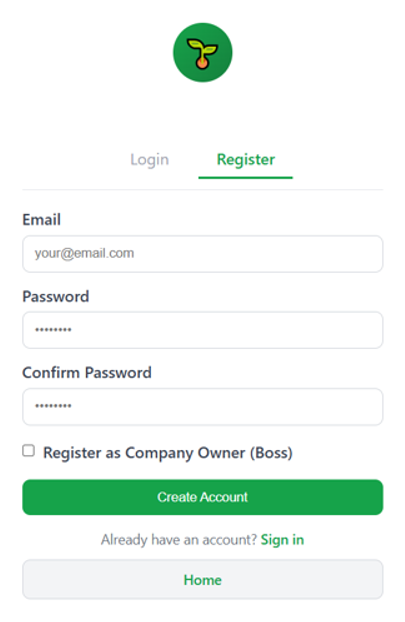 Login
Register
Email
your@email.com
Password
••••••••
Confirm Password
••••••••
Register as Company Owner (Boss)
Create Account
Already have an account? Sign in
Home